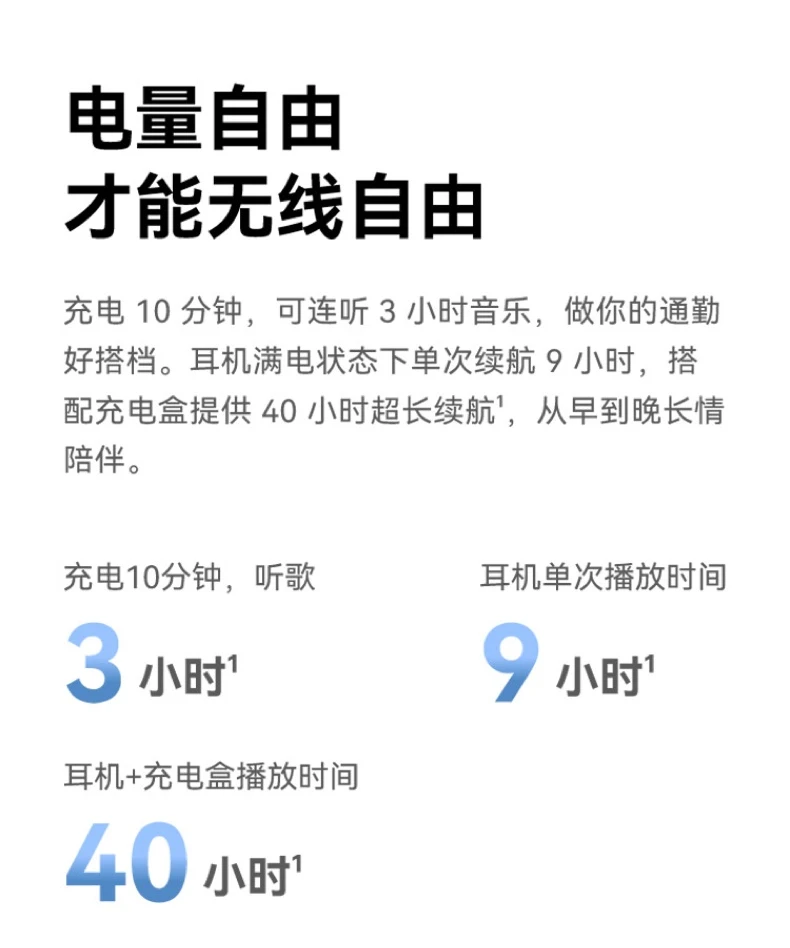 电量自由
才能无线自由
充电 10 分钟，可连听 3 小时音乐，做你的通勤
好搭档。耳机满电状态下单次续航 9 小时，搭
配充电盒提供 40 小时超长续航¹，从早到晚长情
陪伴。
充电10分钟，听歌
3 小时¹
耳机单次播放时间
9 小时¹
耳机+充电盒播放时间
40 小时¹